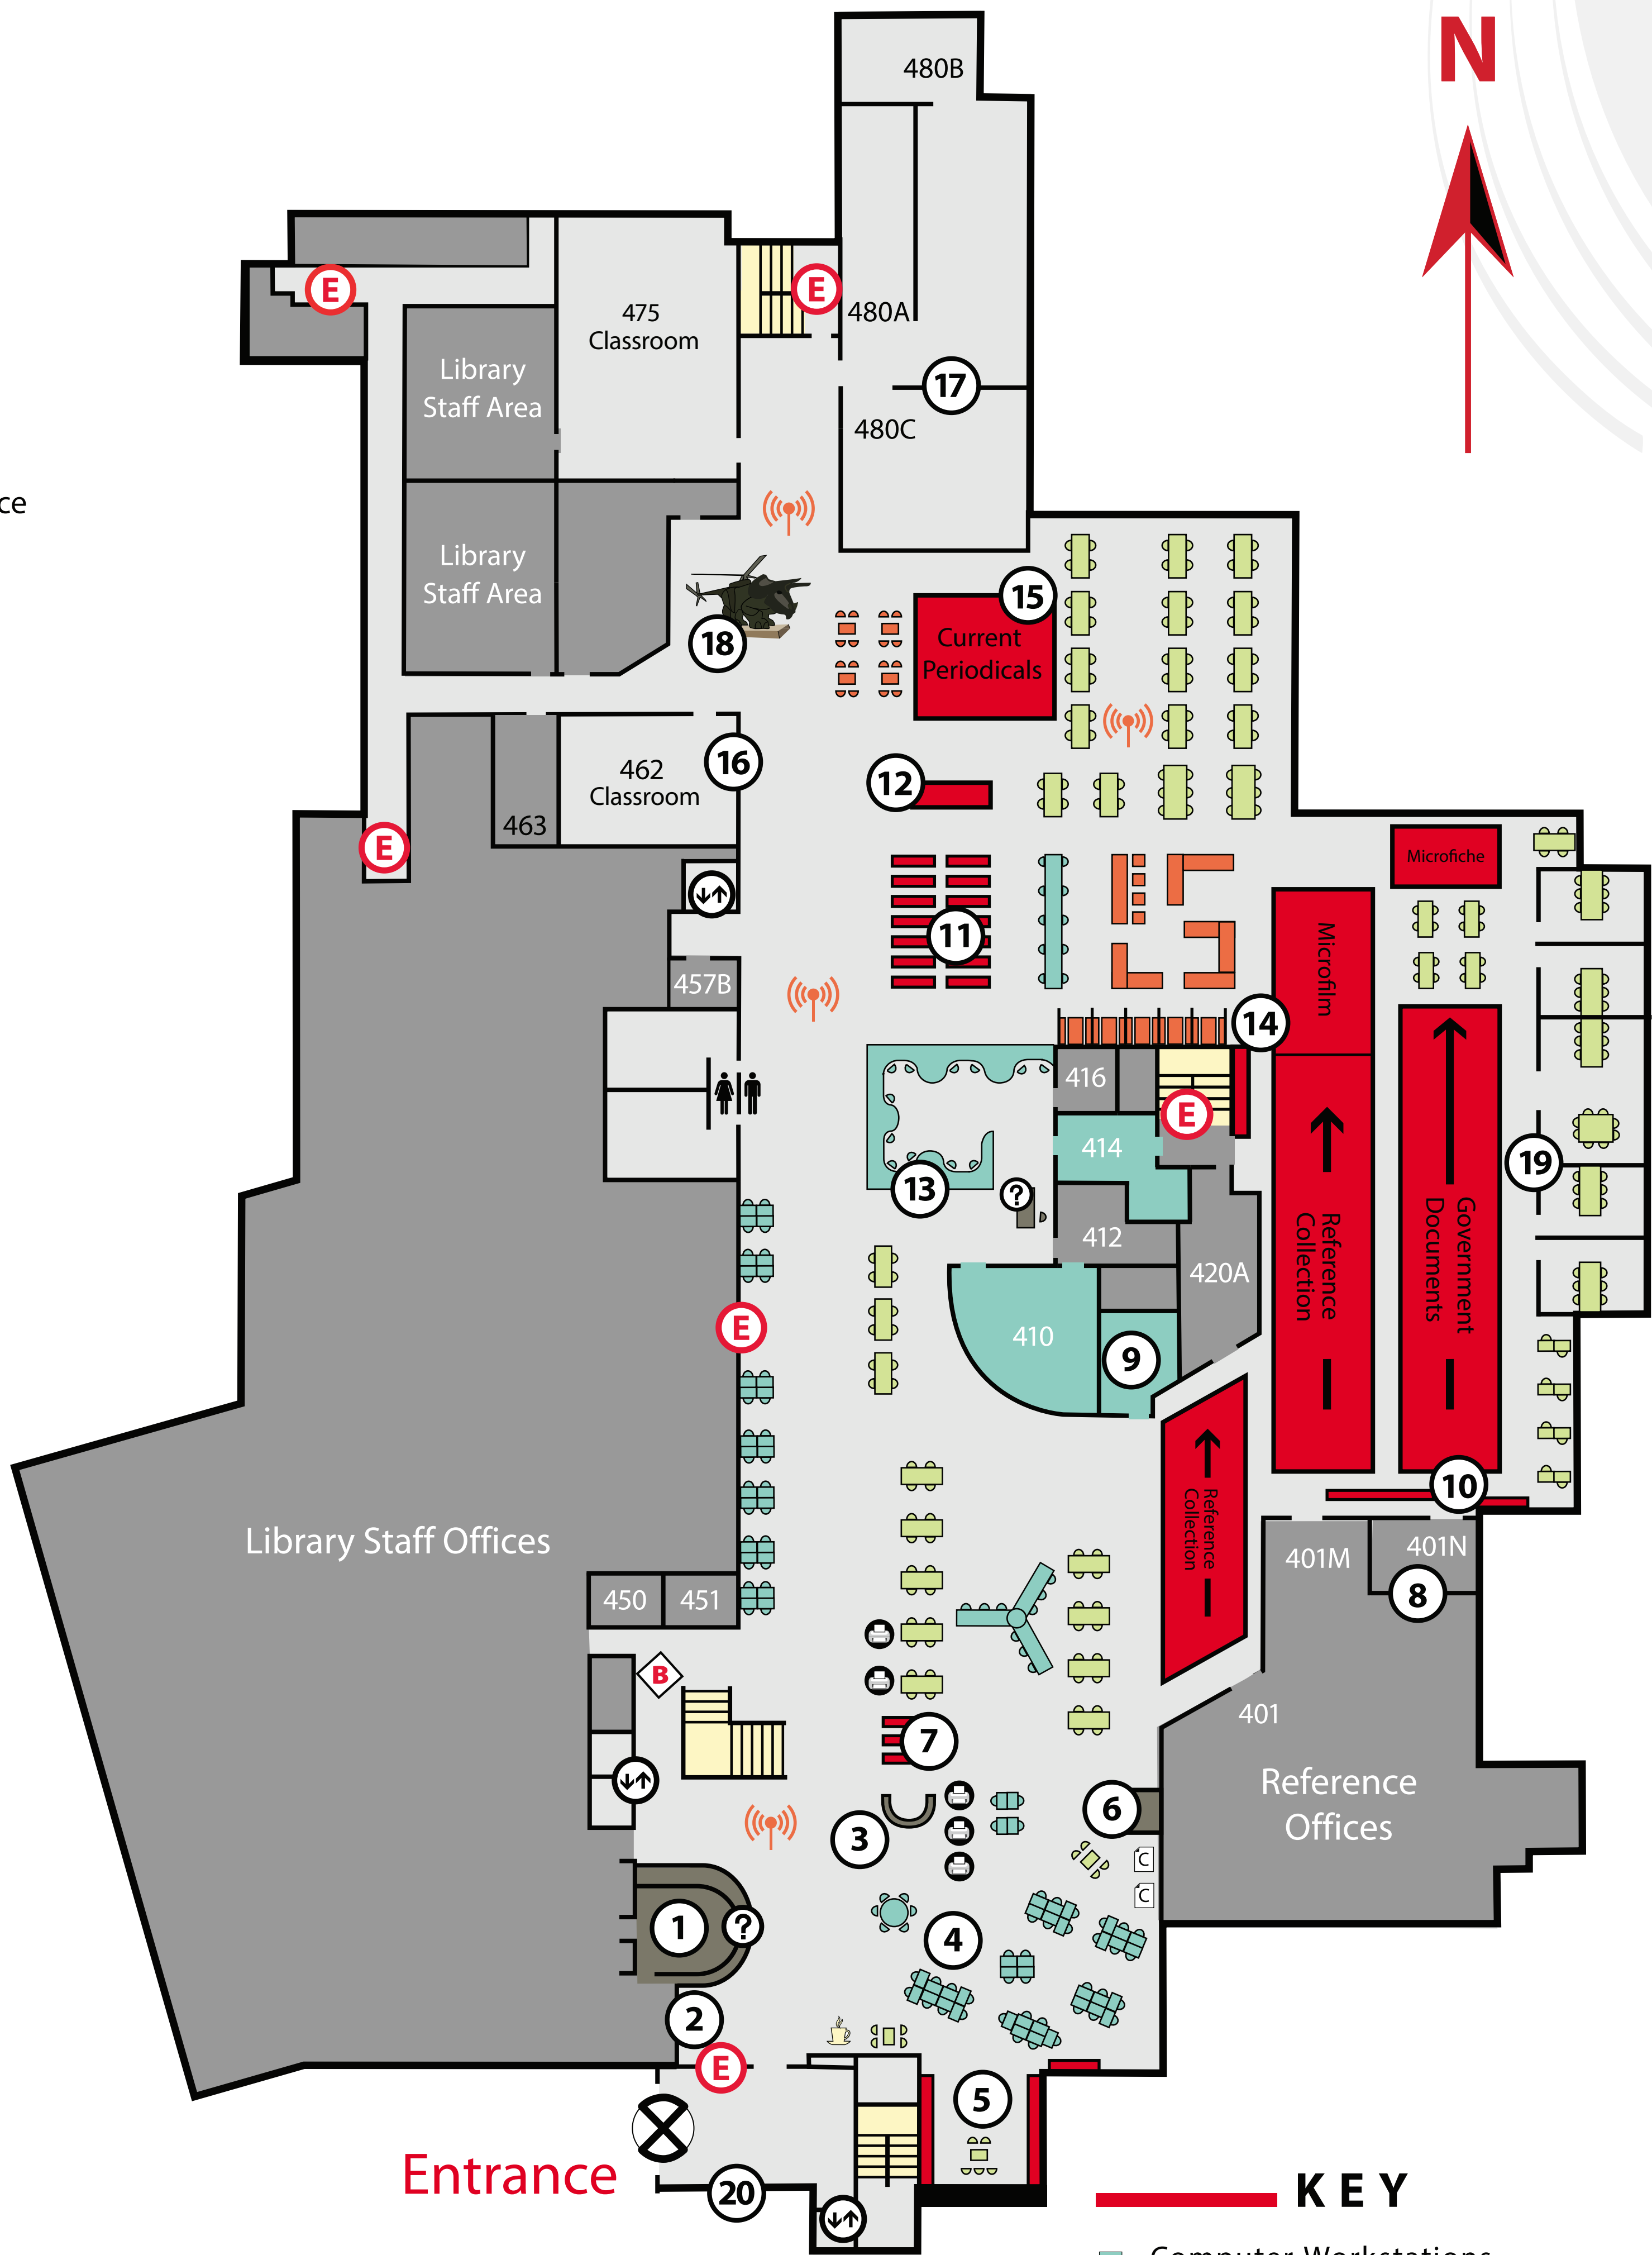 N
480B
E
E
475
Classroom
480A
Library
Staff Area
17
480C
ce
Library
Staff Area
15
18
Current
Periodicals
16
12
462
Classroom
463
E
Microfiche
11
Microfilm
457B
14
416
E
414
19
13
?
412
Reference
Collection
Government
Documents
420A
E
410
9
Reference
Collection
10
Library Staff Offices
401M
401N
8
450
451
B
401
7
Reference
Offices
6
3
C
C
1
?
4
2
E
5
Entrance
20
KEY
Computer Workstations